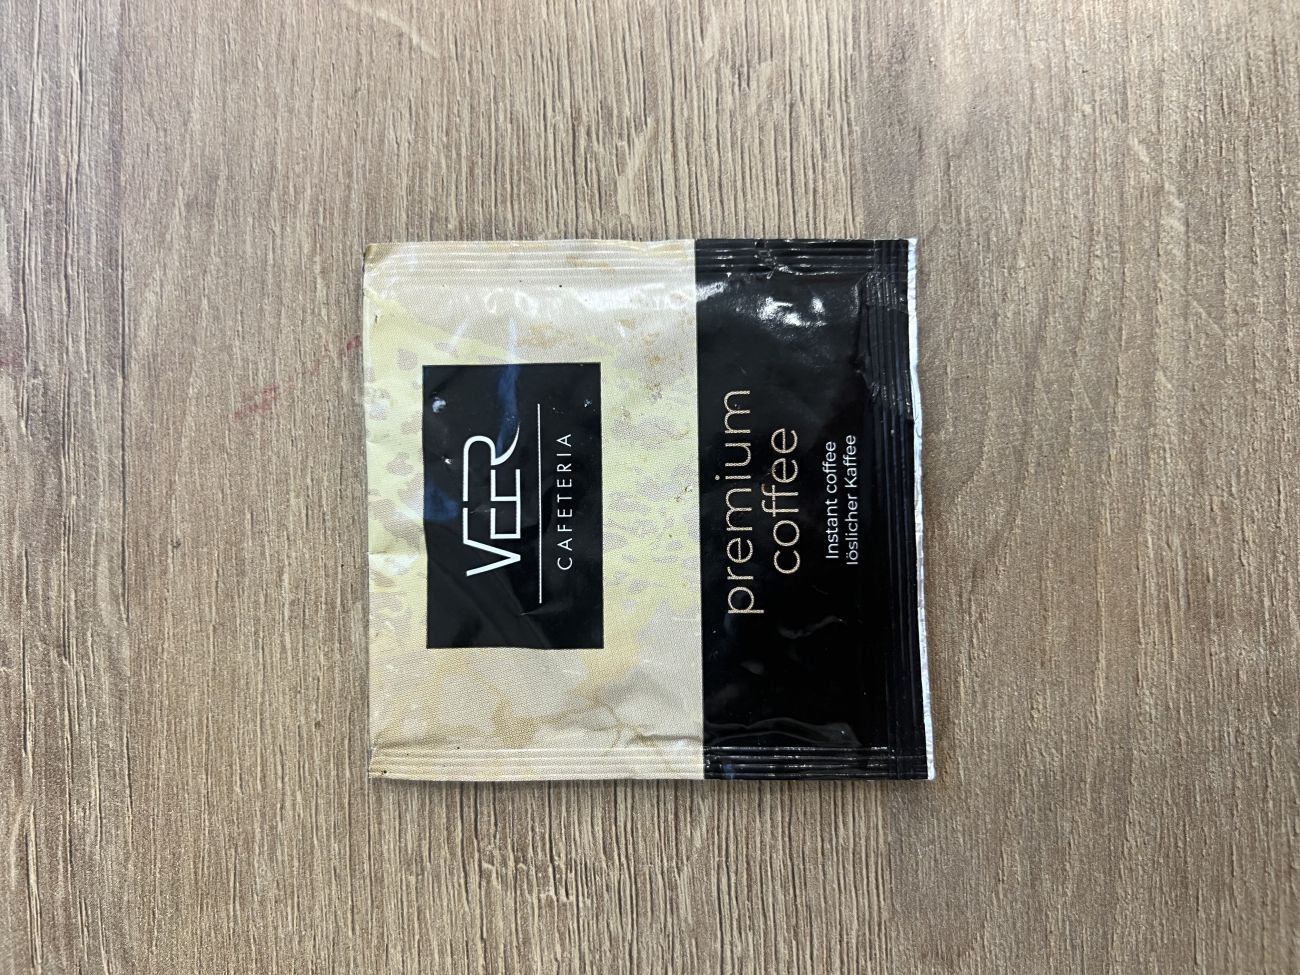 VEER
CAFETERIA
premium
coffee
Instant coffee
löslicher Kaffee